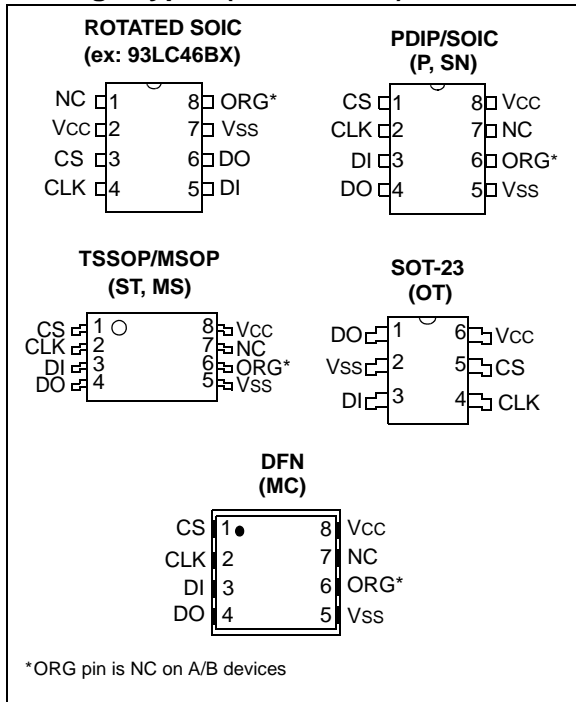 ROTATED SOIC
(ex: 93LC46BX)
NC 1 8 ORG*
VCC 2 7 VSS
CS 3 6 DO
CLK 4 5 DI
PDIP/SOIC
(P, SN)
CS 1 8 VCC
CLK 2 7 NC
DI 3 6 ORG*
DO 4 5 VSS
TSSOP/MSOP
(ST, MS)
CS 1 8 VCC
CLK 2 7 NC
DI 3 6 ORG*
DO 4 5 VSS
SOT-23
(OT)
DO 1 6 VCC
VSS 2 5 CS
DI 3 4 CLK
DFN
(MC)
CS 1 8 VCC
CLK 2 7 NC
DI 3 6 ORG*
DO 4 5 VSS
*ORG pin is NC on A/B devices